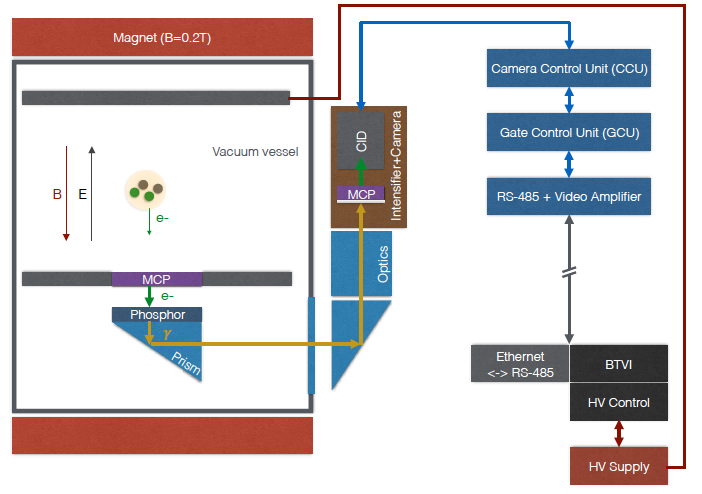 Magnet (B=0.2T)
Vacuum vessel
B
E
e-
MCP
e-
Phosphor
γ
Prism
CID
MCP
Intensifier+Camera
Optics
Camera Control Unit (CCU)
Gate Control Unit (GCU)
RS-485 + Video Amplifier
Ethernet
<-> RS-485
BTVI
HV Control
HV Supply